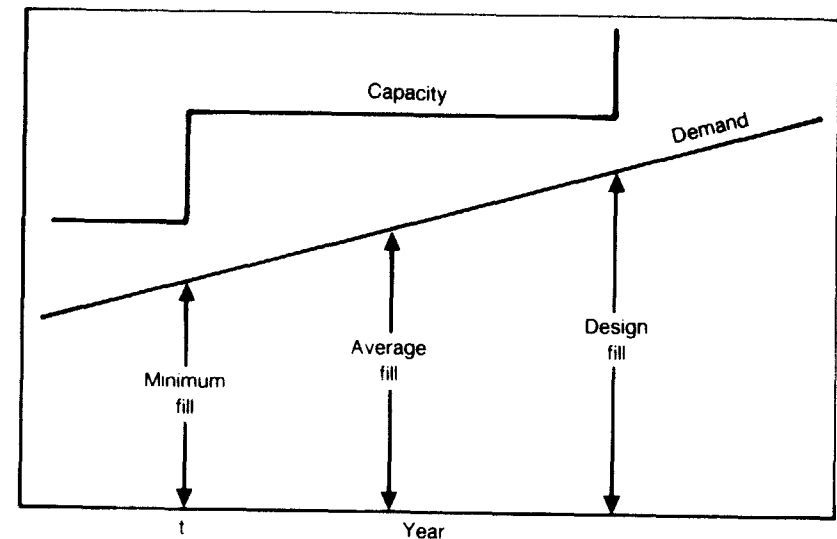 Capacity
Demand
Design
fill
Average
fill
Minimum
fill
t
Year